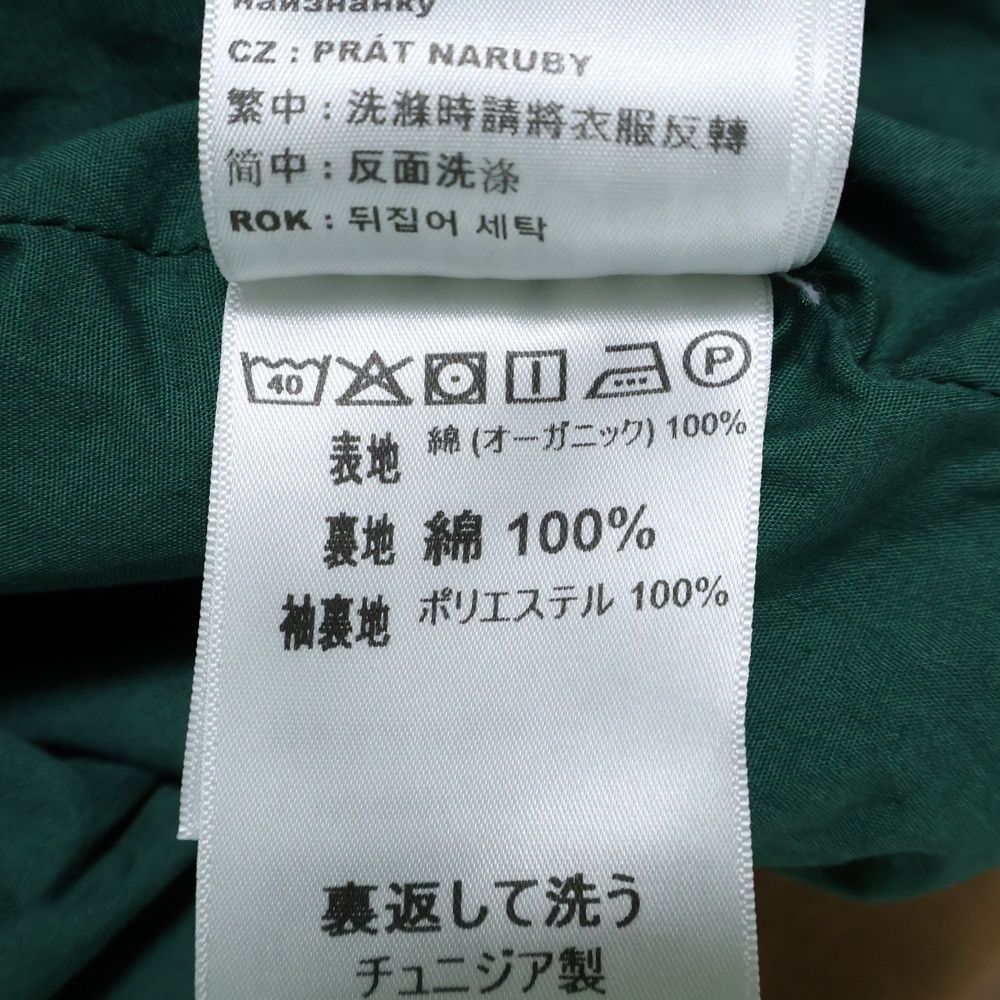 наизнанку
CZ : PRÁT NARUBY
繁中 : 洗滌時請將衣服反轉
简中 : 反面洗涤
ROK : 뒤집어 세탁
40 P
表地 綿 (オーガニック) 100%
裏地 綿 100%
袖裏地 ポリエステル 100%
裏返して洗う
チュニジア製